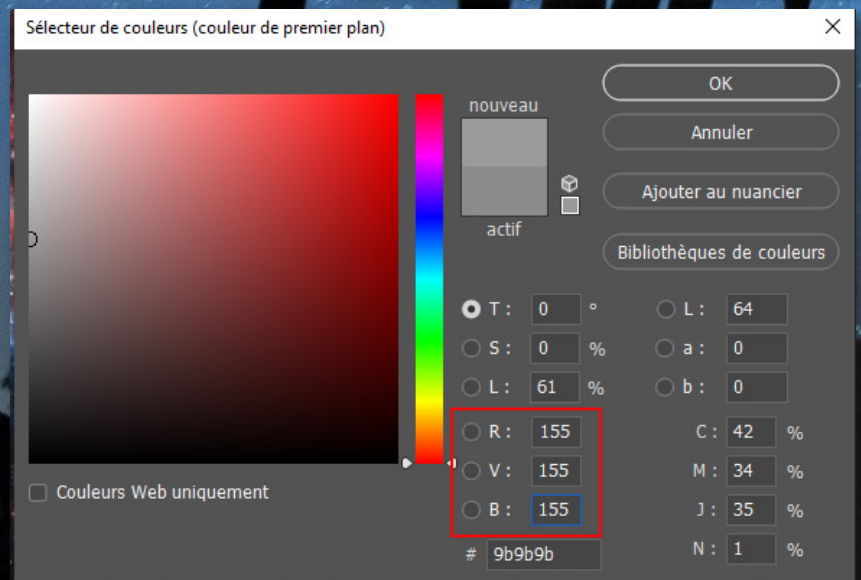 Sélecteur de couleurs (couleur de premier plan)
OK
nouveau
Annuler
Ajouter au nuancier
actif
Bibliothèques de couleurs
T : 0 ° L : 64
S : 0 % a : 0
L : 61 % b : 0
R : 155 C : 42 %
V : 155 M : 34 %
Couleurs Web uniquement
B : 155 J : 35 %
# 9b9b9b N : 1 %